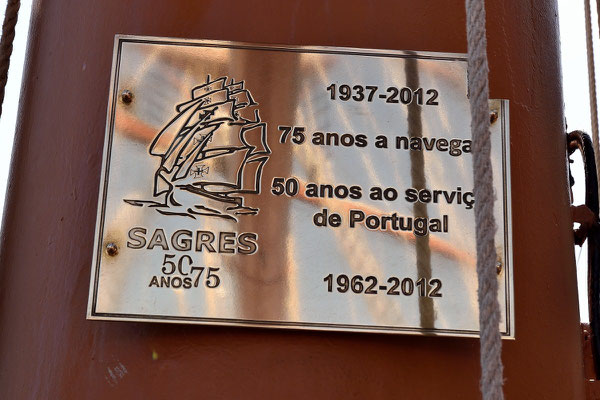 1937-2012
75 anos a navega
50 anos ao serviç
de Portugal
1962-2012
SAGRES
50 75
ANOS